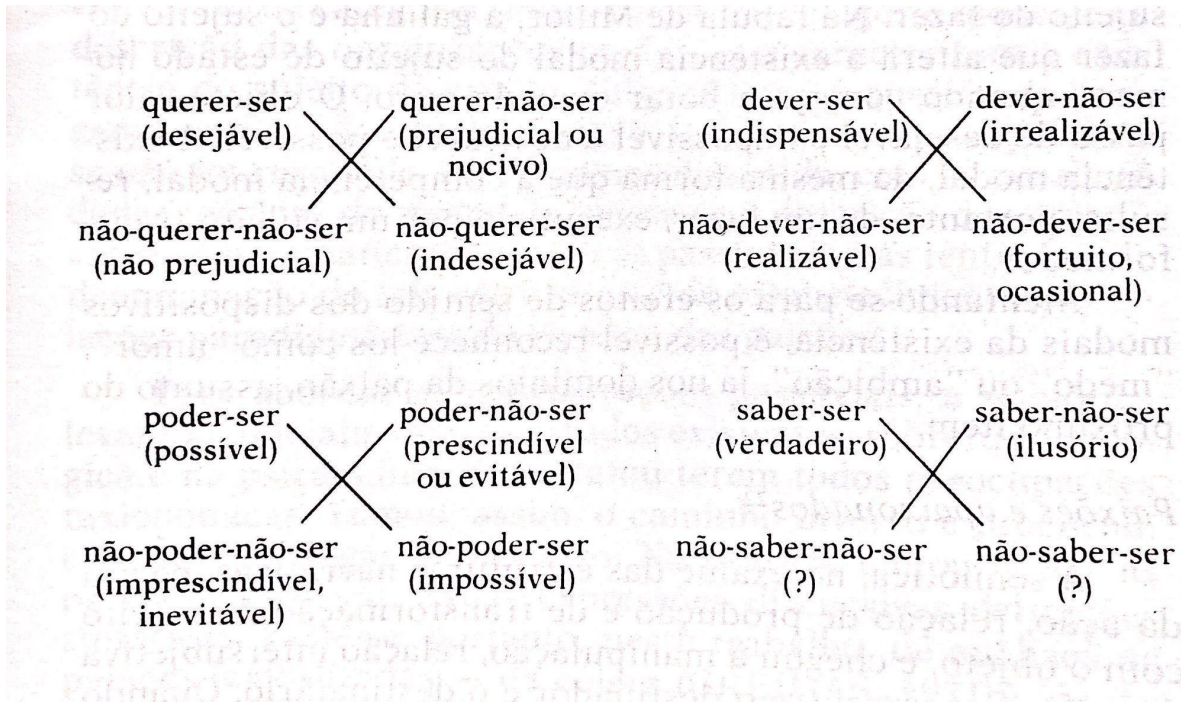 querer-ser
(desejável)
querer-não-ser
(prejudicial ou
nocivo)
não-querer-não-ser
(não prejudicial)
não-querer-ser
(indesejável)
dever-ser
(indispensável)
dever-não-ser
(irrealizável)
não-dever-não-ser
(realizável)
não-dever-ser
(fortuito,
ocasional)
poder-ser
(possível)
poder-não-ser
(prescindível
ou evitável)
não-poder-não-ser
(imprescindível,
inevitável)
não-poder-ser
(impossível)
saber-ser
(verdadeiro)
saber-não-ser
(ilusório)
não-saber-não-ser
(?)
não-saber-ser
(?)